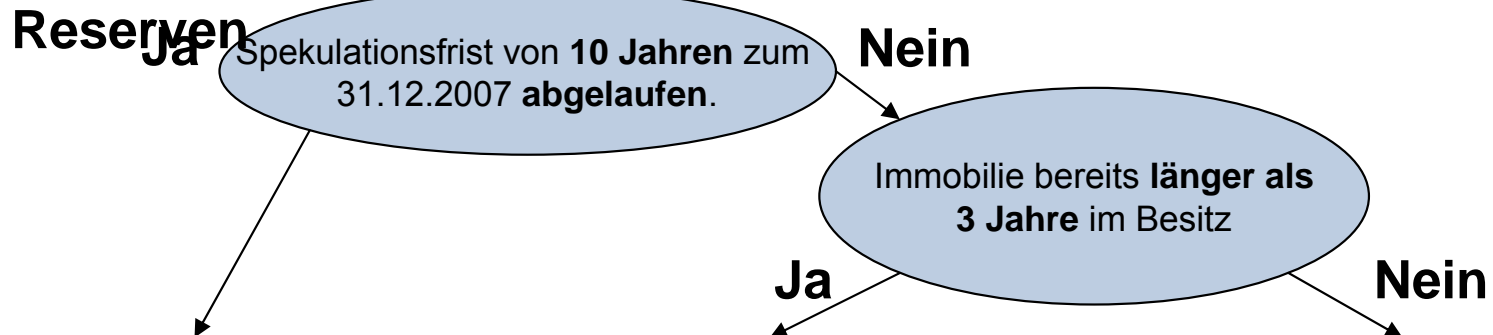 Reserven
Ja
Spekulationsfrist von 10 Jahren zum
31.12.2007 abgelaufen.
Nein
Immobilie bereits länger als
3 Jahre im Besitz
Ja
Nein